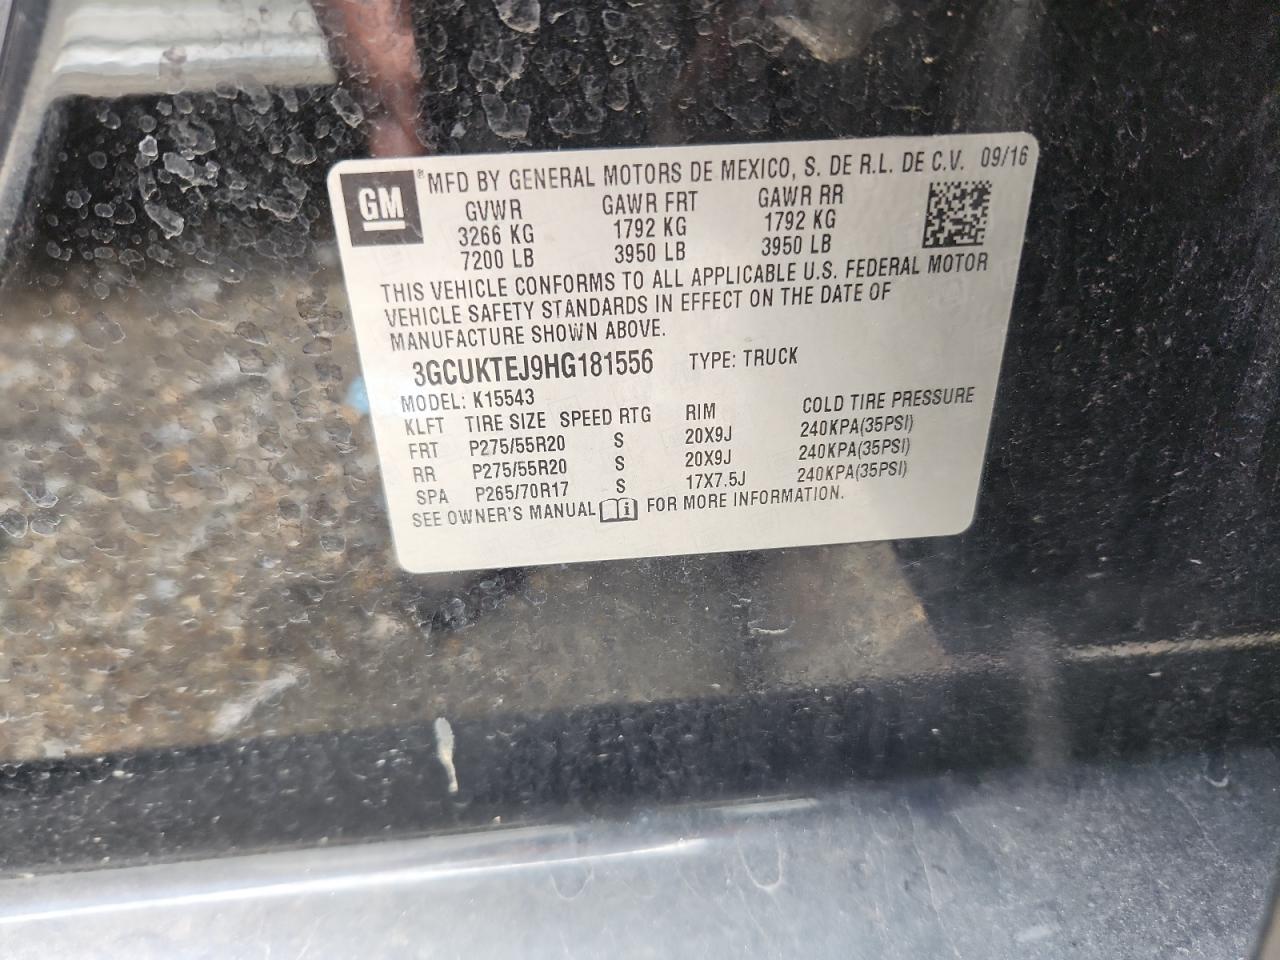 GM ® MFD BY GENERAL MOTORS DE MEXICO, S. DE R.L. DE C.V. 09/16
GVWR GAWR FRT GAWR RR
3266 KG 1792 KG 1792 KG
7200 LB 3950 LB 3950 LB
THIS VEHICLE CONFORMS TO ALL APPLICABLE U.S. FEDERAL MOTOR
VEHICLE SAFETY STANDARDS IN EFFECT ON THE DATE OF
MANUFACTURE SHOWN ABOVE.
3GCUKTEJ9HG181556 TYPE: TRUCK
MODEL: K15543
KLFT TIRE SIZE SPEED RTG RIM COLD TIRE PRESSURE
FRT P275/55R20 S 20X9J 240KPA(35PSI)
RR P275/55R20 S 20X9J 240KPA(35PSI)
SPA P265/70R17 S 17X7.5J 240KPA(35PSI)
SEE OWNER'S MANUAL i FOR MORE INFORMATION.